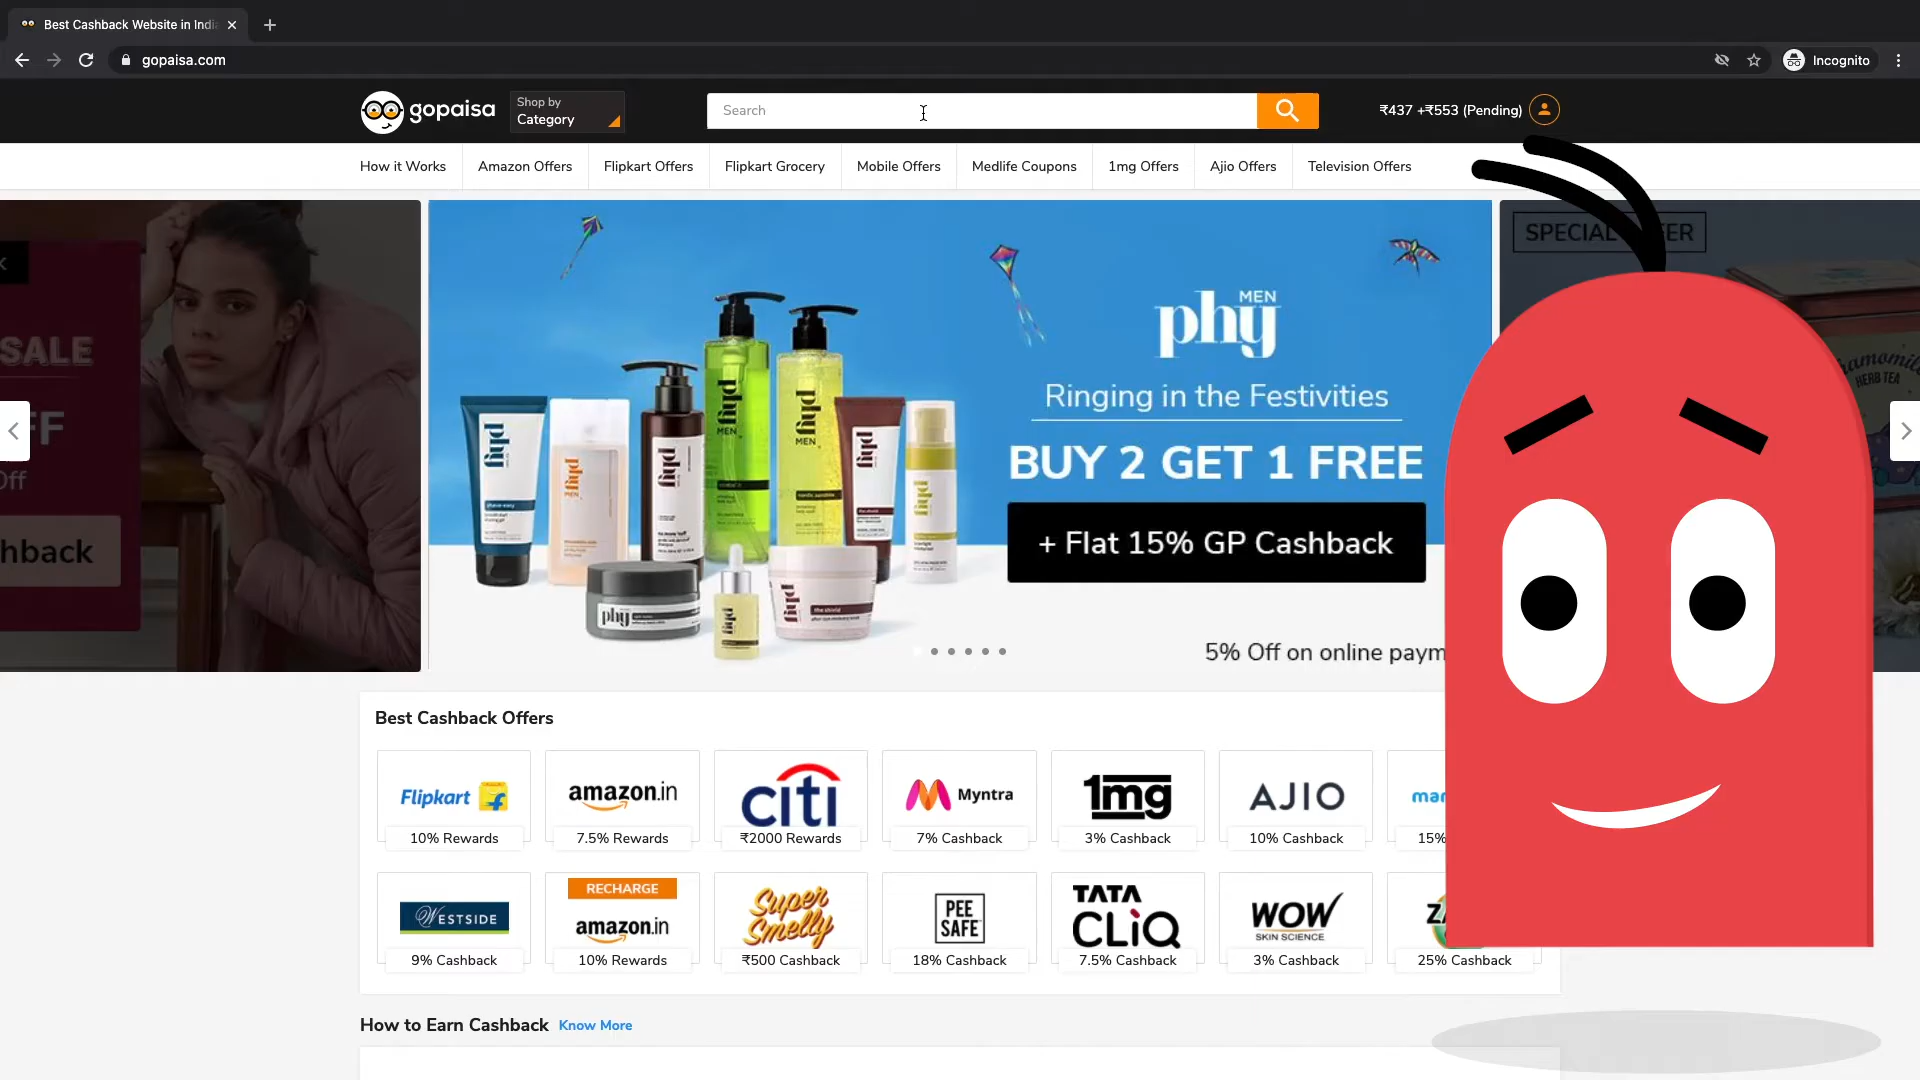 Best Cashback Website in India
gopaisa.com
Incognito
gopaisa
Shop by
Category
Search
₹437 +₹553 (Pending)
How it Works
Amazon Offers
Flipkart Offers
Flipkart Grocery
Mobile Offers
Medlife Coupons
1mg Offers
Ajio Offers
Television Offers
SALE
FF
Off
hback
phy
MEN
Ringing in the Festivities
BUY 2 GET 1 FREE
+ Flat 15% GP Cashback
5% Off on online paym
SPECIAL
ER
HERB TEA
Best Cashback Offers
Flipkart
10% Rewards
amazon.in
7.5% Rewards
citi
₹2000 Rewards
Myntra
7% Cashback
1mg
3% Cashback
AJIO
10% Cashback
15%
WESTSIDE
9% Cashback
RECHARGE
amazon.in
10% Rewards
Super
Smelly
₹500 Cashback
PEE
SAFE
18% Cashback
TATA
CLiQ
7.5% Cashback
WOW
SKIN SCIENCE
3% Cashback
25% Cashback
How to Earn Cashback
Know More